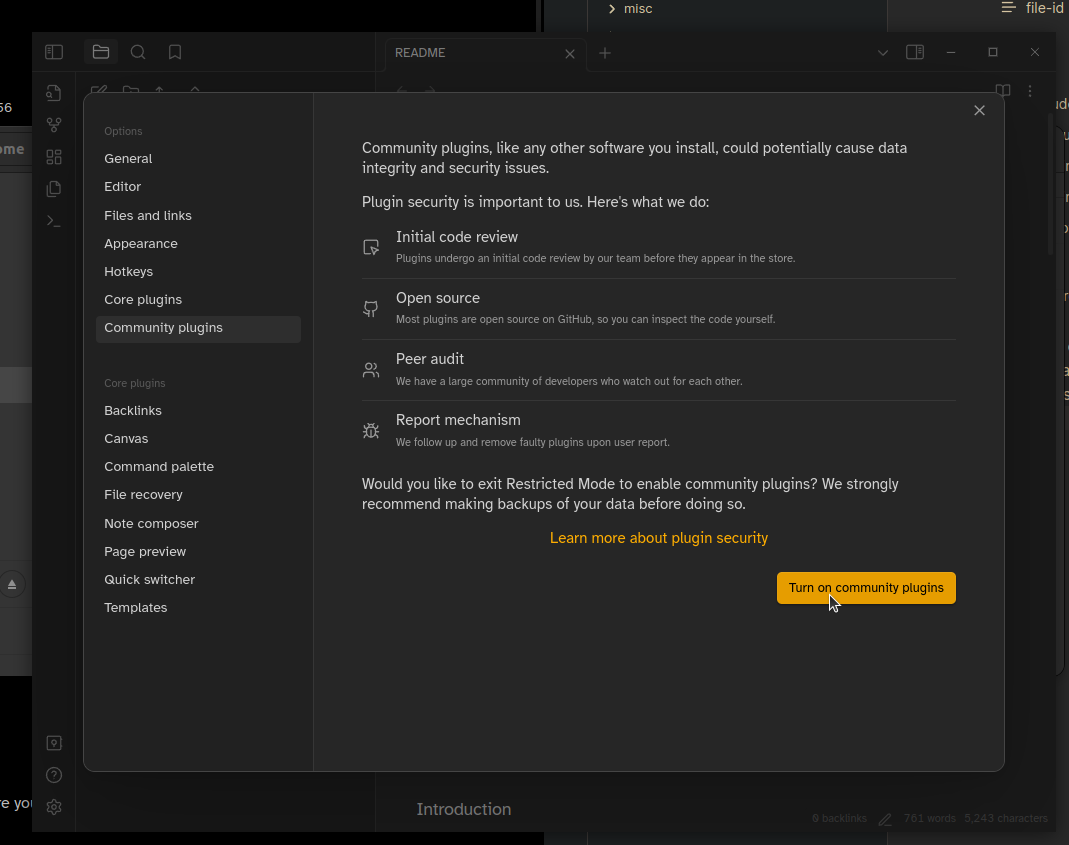 misc
file-id
README
56
ome
Options
General
Editor
Files and links
Appearance
Hotkeys
Core plugins
Community plugins
Core plugins
Backlinks
Canvas
Command palette
File recovery
Note composer
Page preview
Quick switcher
Templates
Community plugins, like any other software you install, could potentially cause data
integrity and security issues.
Plugin security is important to us. Here's what we do:
Initial code review
Plugins undergo an initial code review by our team before they appear in the store.
Open source
Most plugins are open source on GitHub, so you can inspect the code yourself.
Peer audit
We have a large community of developers who watch out for each other.
Report mechanism
We follow up and remove faulty plugins upon user report.
Would you like to exit Restricted Mode to enable community plugins? We strongly
recommend making backups of your data before doing so.
Learn more about plugin security
Turn on community plugins
re you
Introduction
0 backlinks 761 words 5,243 characters